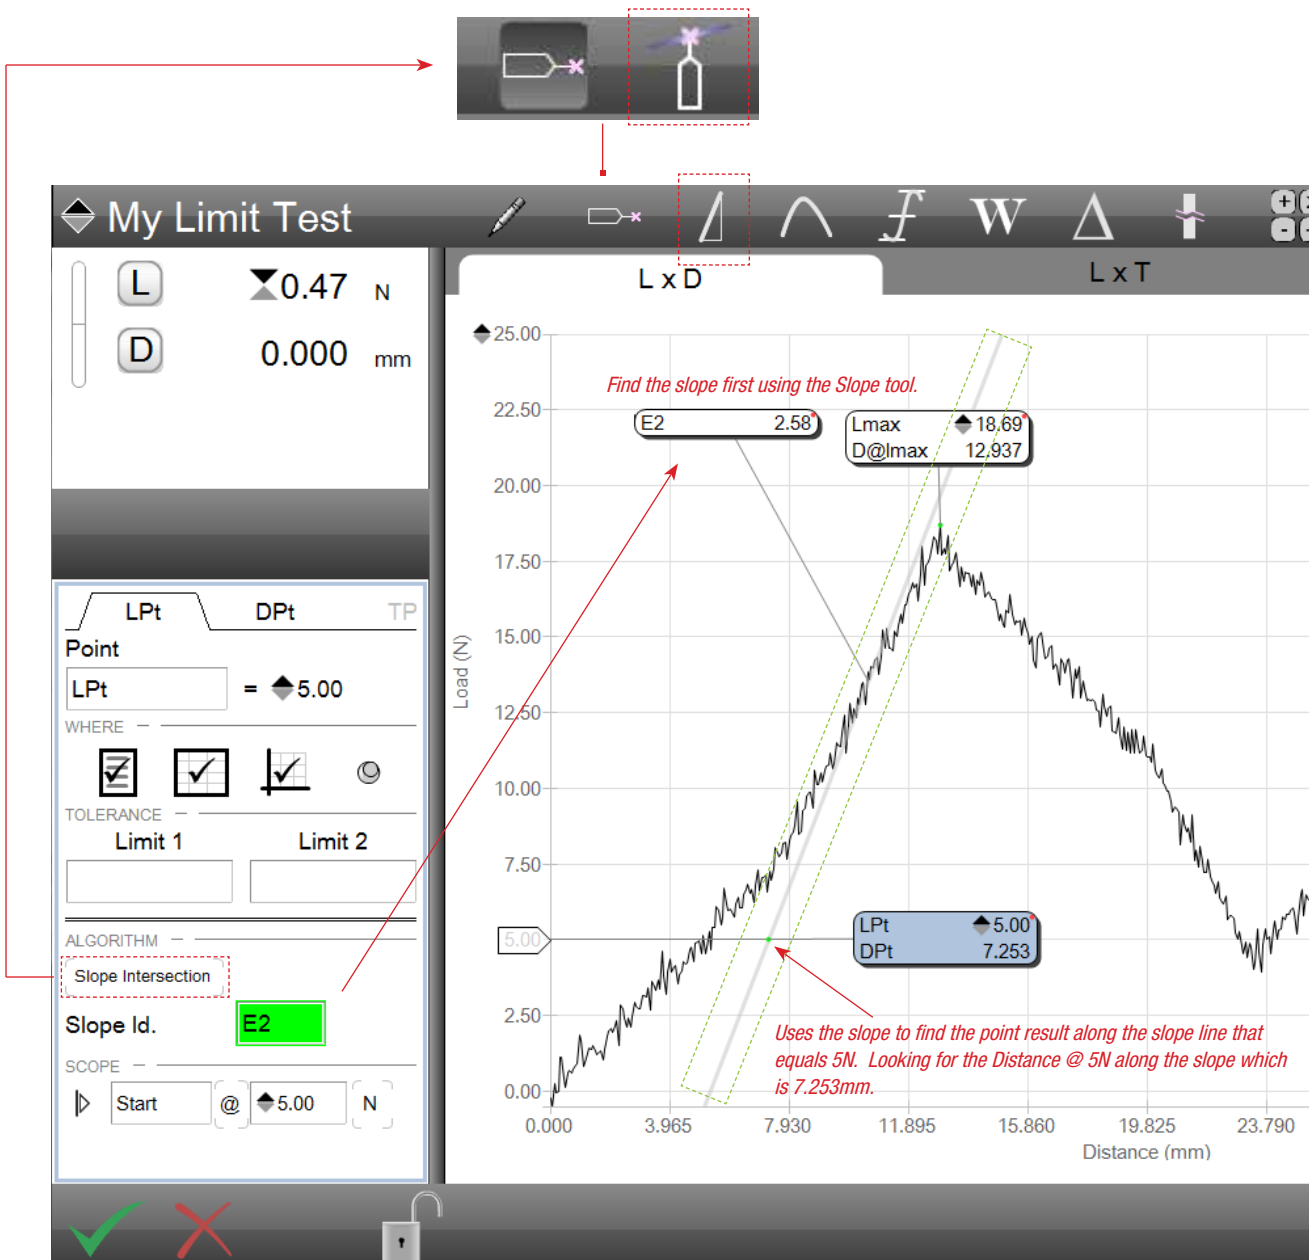 My Limit Test
W
L 0.47 N
D 0.000 mm
L x D
L x T
25.00
22.50
20.00
17.50
15.00
12.50
10.00
7.50
5.00
2.50
0.00
Load (N)
Find the slope first using the Slope tool.
E2 2.58
Lmax 18.69
D@lmax 12.937
LPt 5.00
DPt 7.253
Uses the slope to find the point result along the slope line that
equals 5N. Looking for the Distance @ 5N along the slope which
is 7.253mm.
0.000 3.965 7.930 11.895 15.860 19.825 23.790
Distance (mm)
LPt DPt TP
Point
LPt = 5.00
WHERE
TOLERANCE
Limit 1 Limit 2
ALGORITHM
Slope Intersection
Slope Id. E2
SCOPE
Start @ 5.00 N